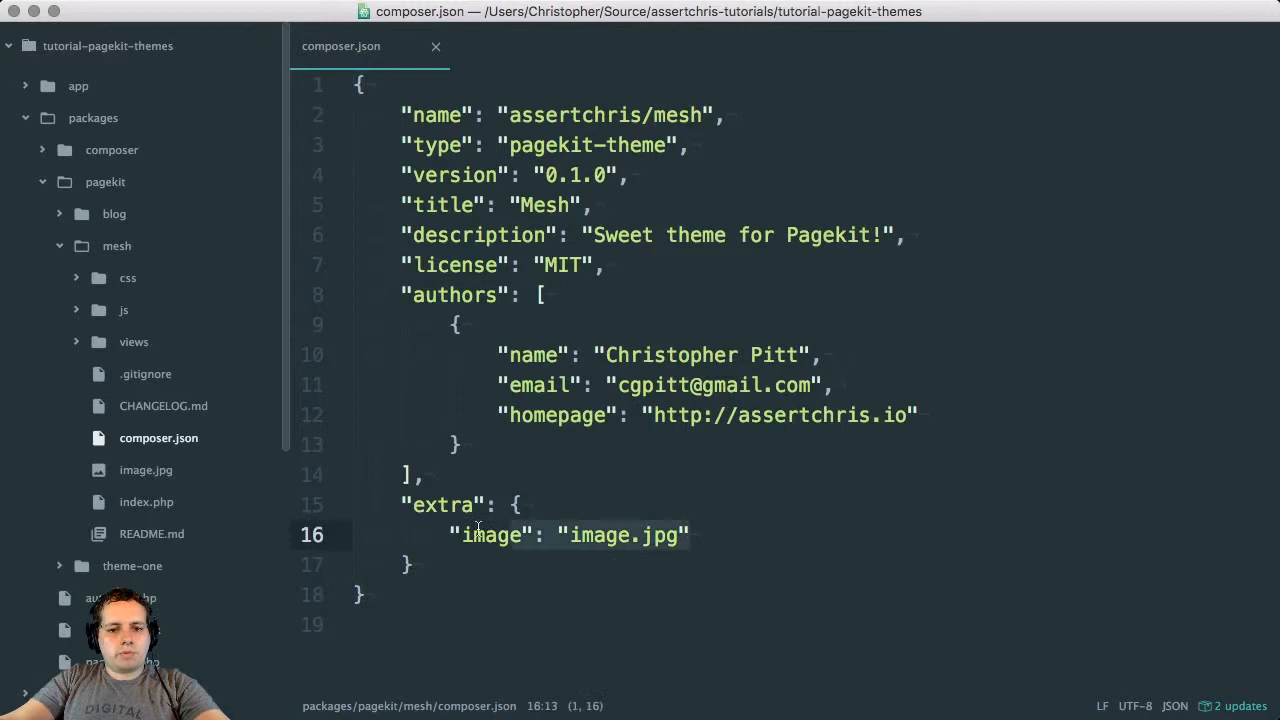 composer.json — /Users/Christopher/Source/assertchris-tutorials/tutorial-pagekit-themes
tutorial-pagekit-themes
app
packages
composer
pagekit
blog
mesh
css
js
views
.gitignore
CHANGELOG.md
composer.json
image.jpg
index.php
README.md
theme-one
composer.json
1 {
2 "name": "assertchris/mesh",
3 "type": "pagekit-theme",
4 "version": "0.1.0",
5 "title": "Mesh",
6 "description": "Sweet theme for Pagekit!",
7 "license": "MIT",
8 "authors": [
9 {
10 "name": "Christopher Pitt",
11 "email": "cgpitt@gmail.com",
12 "homepage": "http://assertchris.io"
13 }
14 ],
15 "extra": {
16 "image": "image.jpg"
17 }
18 }
19
DIGITAL
packages/pagekit/mesh/composer.json 16:13 (1, 16)
LF UTF-8 JSON 2 updates